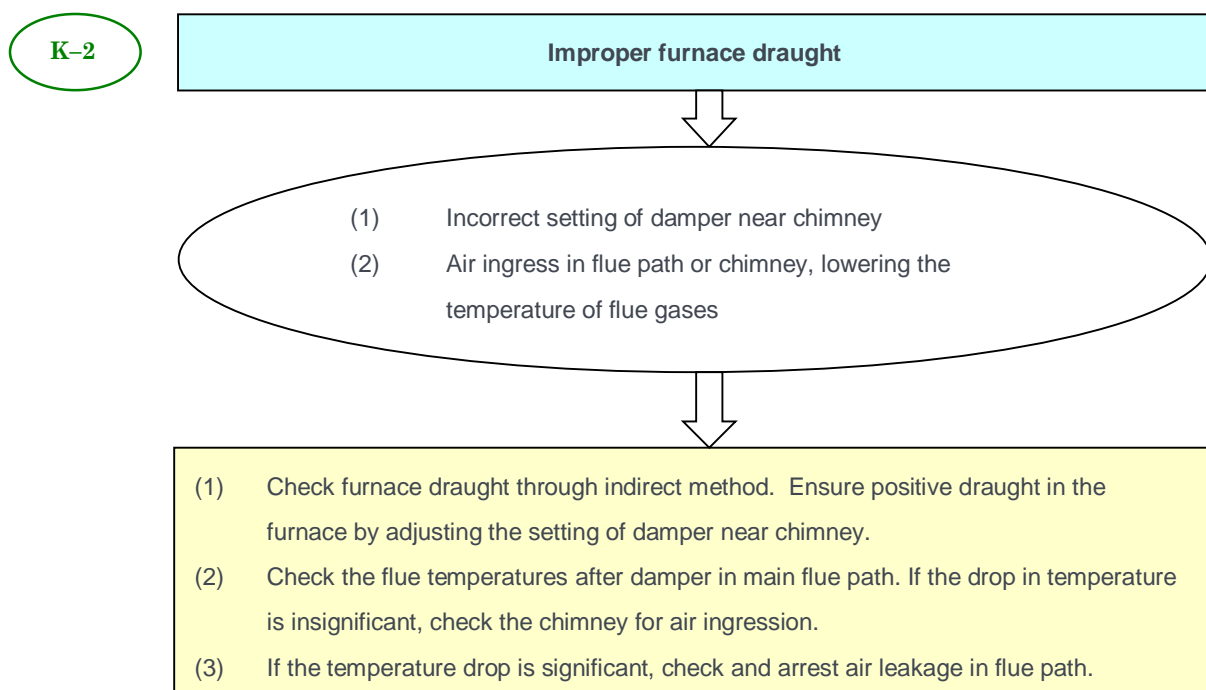 K–2
Improper furnace draught
(1) Incorrect setting of damper near chimney
(2) Air ingress in flue path or chimney, lowering the
temperature of flue gases
(1) Check furnace draught through indirect method. Ensure positive draught in the
furnace by adjusting the setting of damper near chimney.
(2) Check the flue temperatures after damper in main flue path. If the drop in temperature
is insignificant, check the chimney for air ingression.
(3) If the temperature drop is significant, check and arrest air leakage in flue path.